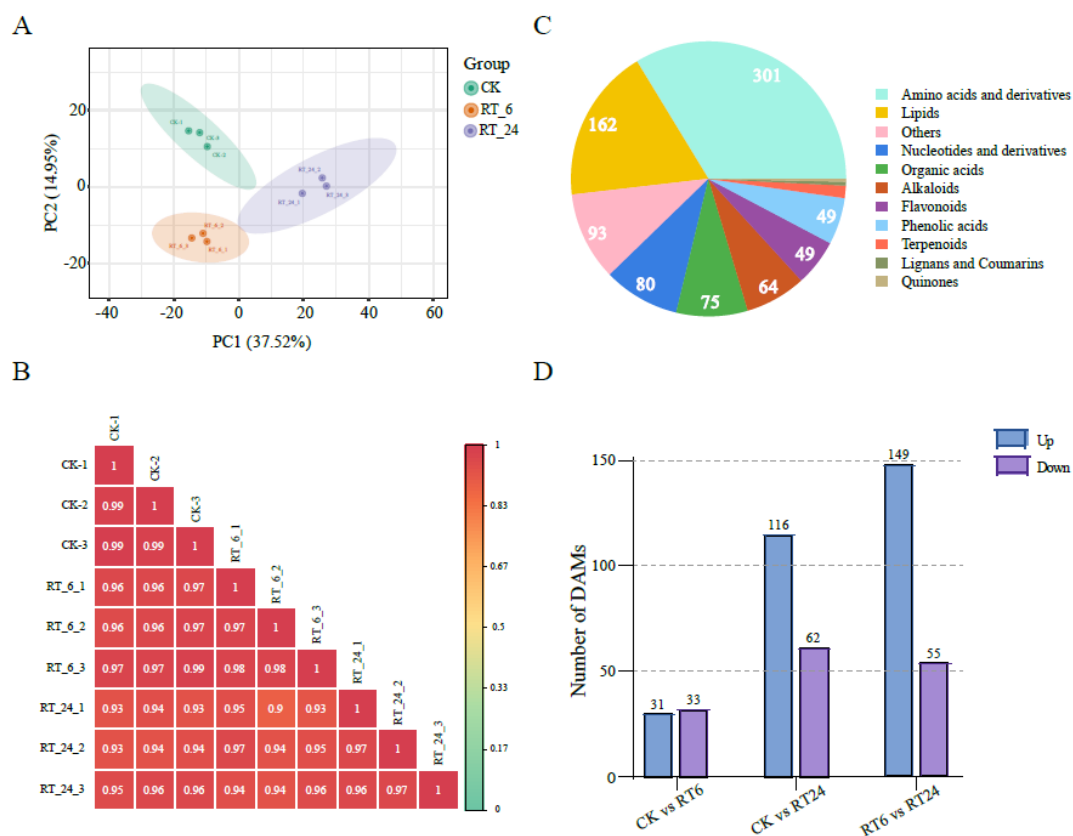 A
Group
CK
RT_6
RT_24
PC2 (14.95%)
20
0
-20
-40
-20
0
20
40
60
PC1 (37.52%)
CK-1
CK-2
RT_6_1
RT_24_1
RT_24_2
C
301
162
93
80
75
64
49
49
Amino acids and derivatives
Lipids
Others
Nucleotides and derivatives
Organic acids
Alkaloids
Flavonoids
Phenolic acids
Terpenoids
Lignans and Coumarins
Quinones
B
CK-1
CK-2
CK-3
RT_6_1
RT_6_2
RT_6_3
RT_24_1
RT_24_2
RT_24_3
CK-1 1
CK-2 0.99 1
CK-3 0.99 0.99 1
RT_6_1 0.96 0.96 0.97 1
RT_6_2 0.96 0.96 0.97 0.97 1
RT_6_3 0.97 0.97 0.99 0.98 0.98 1
RT_24_1 0.93 0.94 0.93 0.95 0.9 0.93 1
RT_24_2 0.93 0.94 0.94 0.97 0.94 0.95 0.97 1
RT_24_3 0.95 0.96 0.96 0.94 0.94 0.96 0.96 0.97 1
1
0.83
0.67
0.5
0.33
0.17
0
D
Up
Down
Number of DAMs
150
100
50
0
31
33
116
62
149
55
CK vs RT6
CK vs RT24
RT6 vs RT24